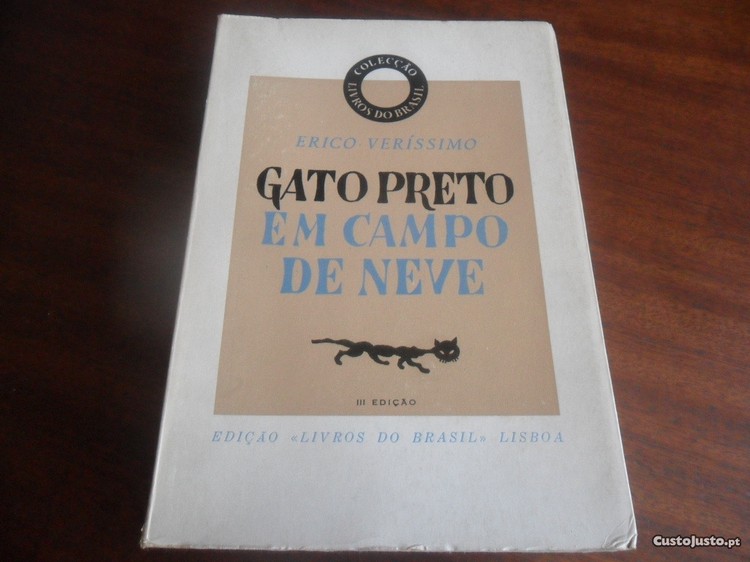 COLECÇÃO
LIVROS DO BRASIL
ERICO VERÍSSIMO
GATO PRETO
EM CAMPO
DE NEVE
III EDIÇÃO
EDIÇÃO «LIVROS DO BRASIL» LISBOA
CustoJusto.pt